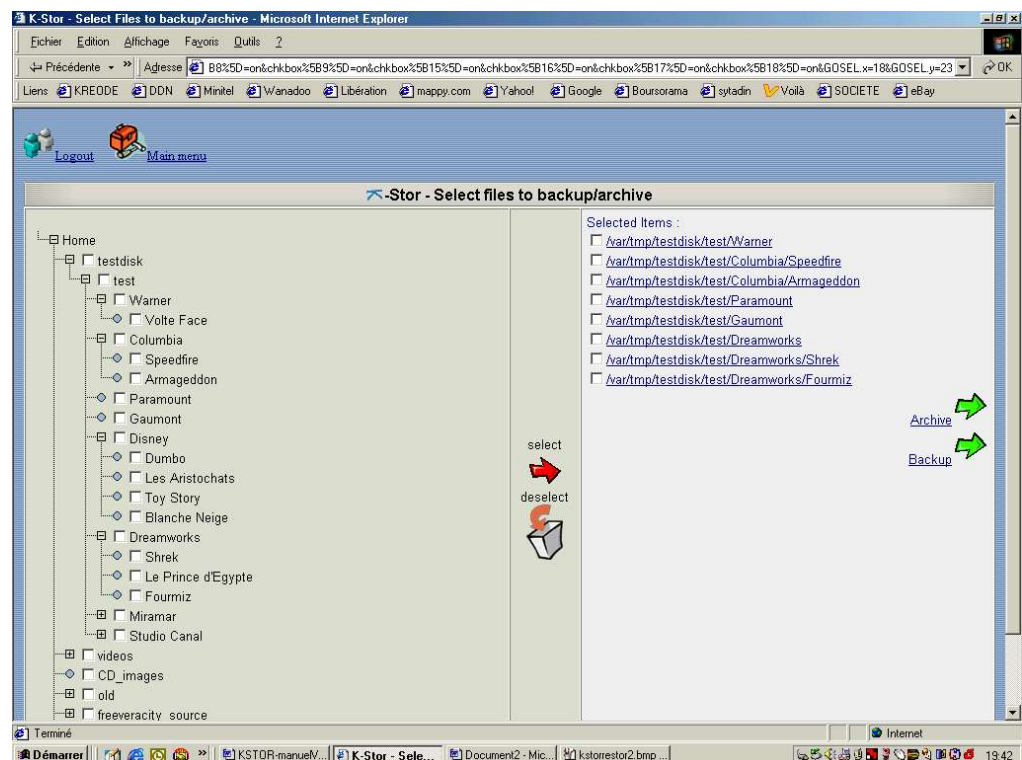 K-Stor - Select Files to backup/archive - Microsoft Internet Explorer
Fichier Edition Affichage Favoris Outils ?
Précédente » Adresse B8%5D=on&chkbox%5B9%5D=on&chkbox%5B15%5D=on&chkbox%5B16%5D=on&chkbox%5B17%5D=on&chkbox%5B18%5D=on&GOSEL.x=18&GOSEL.y=23 OK
Liens KREODE DDN Minitel Wanadoo Libération mappy.com Yahoo! Google Boursorama sytadin Voilà SOCIETE eBay
Logout Main menu
K-Stor - Select files to backup/archive
Home
testdisk
test
Warner
Volte Face
Columbia
Speedfire
Armageddon
Paramount
Gaumont
Disney
Dumbo
Les Aristochats
Toy Story
Blanche Neige
Dreamworks
Shrek
Le Prince d'Egypte
Fourmiz
Miramar
Studio Canal
videos
CD_images
old
freeveracity_source
select
deselect
Selected Items :
/var/tmp/testdisk/test/Warner
/var/tmp/testdisk/test/Columbia/Speedfire
/var/tmp/testdisk/test/Columbia/Armageddon
/var/tmp/testdisk/test/Paramount
/var/tmp/testdisk/test/Gaumont
/var/tmp/testdisk/test/Dreamworks
/var/tmp/testdisk/test/Dreamworks/Shrek
/var/tmp/testdisk/test/Dreamworks/Fourmiz
Archive
Backup
Terminé Internet
Démarrer » KSTOR-manuelV... K-Stor - Sele... Document2 - Mic... kstorrestor2.bmp ... 19:42